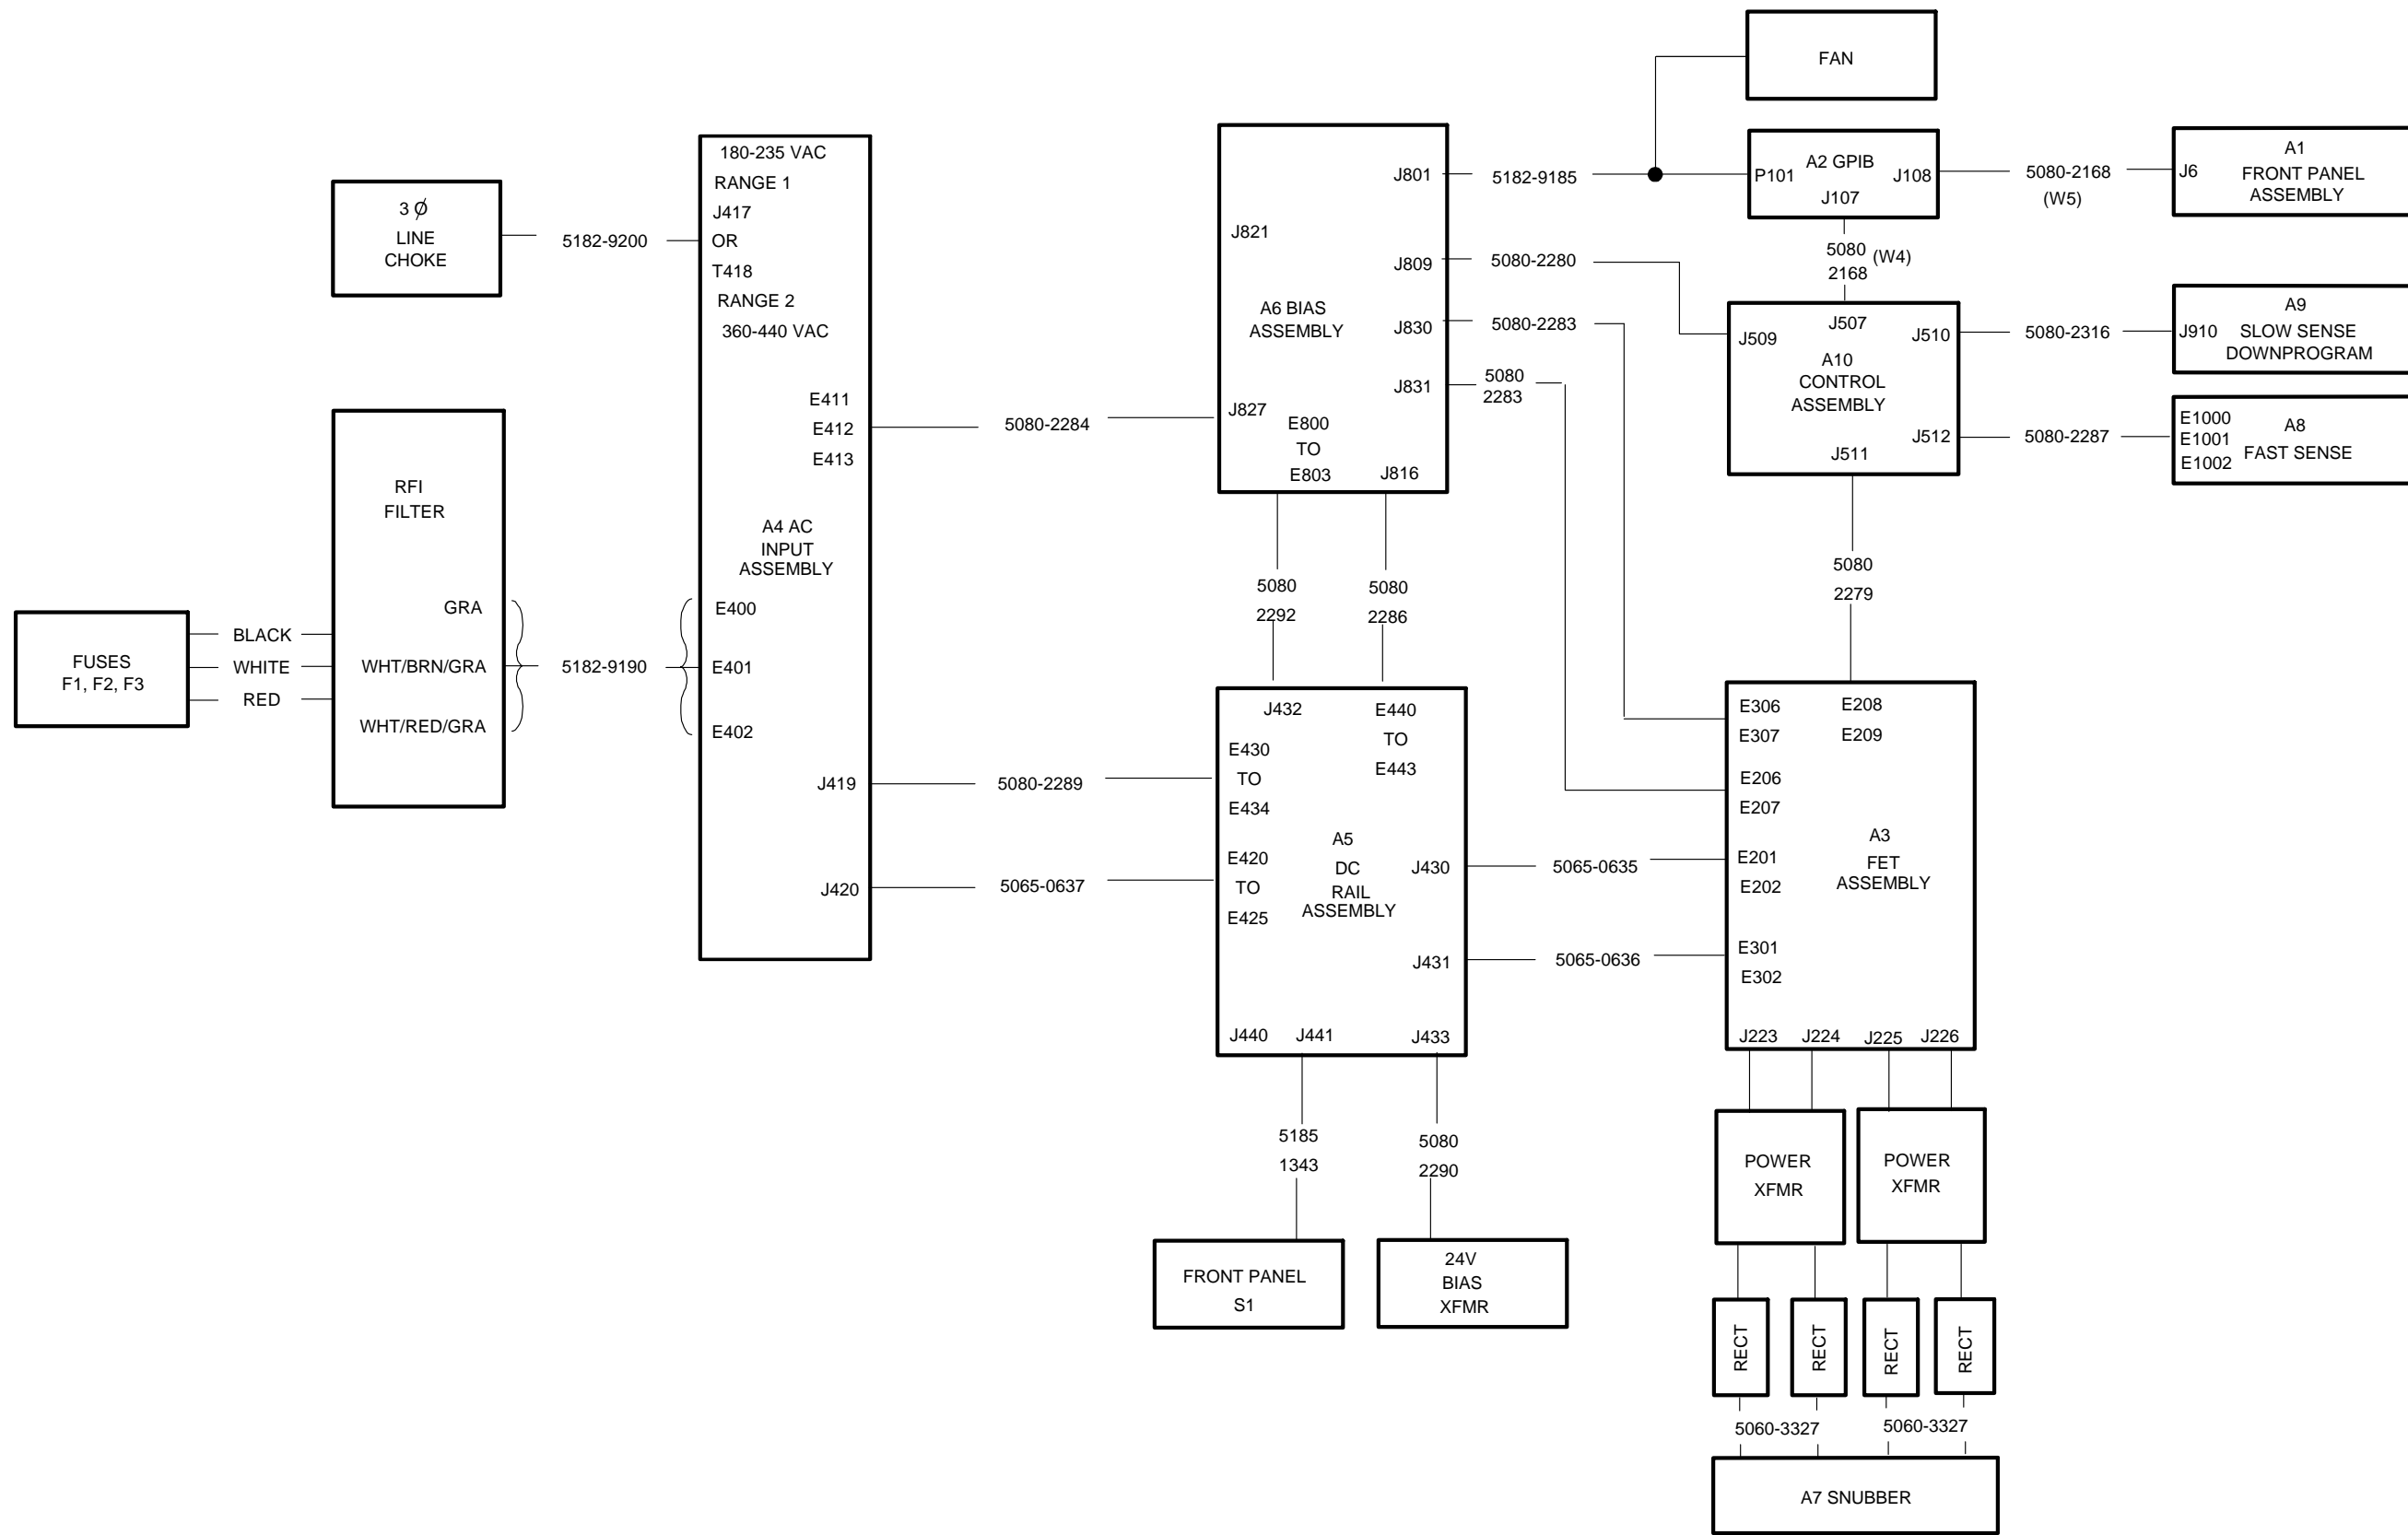 FAN
3 Ø
LINE
CHOKE
5182-9200
180-235 VAC
RANGE 1
J417
OR
T418
RANGE 2
360-440 VAC
E411
E412
E413
A4 AC
INPUT
ASSEMBLY
E400
E401
E402
J419
J420
RFI
FILTER
GRA
WHT/BRN/GRA
WHT/RED/GRA
FUSES
F1, F2, F3
BLACK
WHITE
RED
5182-9190
5080-2284
5080-2289
5065-0637
J801
J821
J809
A6 BIAS
ASSEMBLY
J830
J831
J827
E800
TO
E803
J816
5182-9185
5080-2280
5080-2283
5080
2283
A2 GPIB
P101
J108
J107
5080-2168
(W5)
A1
J6
FRONT PANEL
ASSEMBLY
5080
(W4)
2168
J507
J509
J510
A10
CONTROL
ASSEMBLY
J512
J511
5080-2316
A9
J910
SLOW SENSE
DOWNPROGRAM
5080-2287
E1000
E1001
E1002
A8
FAST SENSE
5080
2292
5080
2286
5080
2279
J432
E440
TO
E443
E430
TO
E434
A5
DC
RAIL
ASSEMBLY
E420
TO
E425
J430
J431
J440
J441
J433
5065-0635
5065-0636
E306
E307
E208
E209
E206
E207
A3
FET
ASSEMBLY
E201
E202
E301
E302
J223
J224
J225
J226
5185
1343
5080
2290
FRONT PANEL
S1
24V
BIAS
XFMR
POWER
XFMR
POWER
XFMR
RECT
RECT
RECT
RECT
5060-3327
5060-3327
A7 SNUBBER